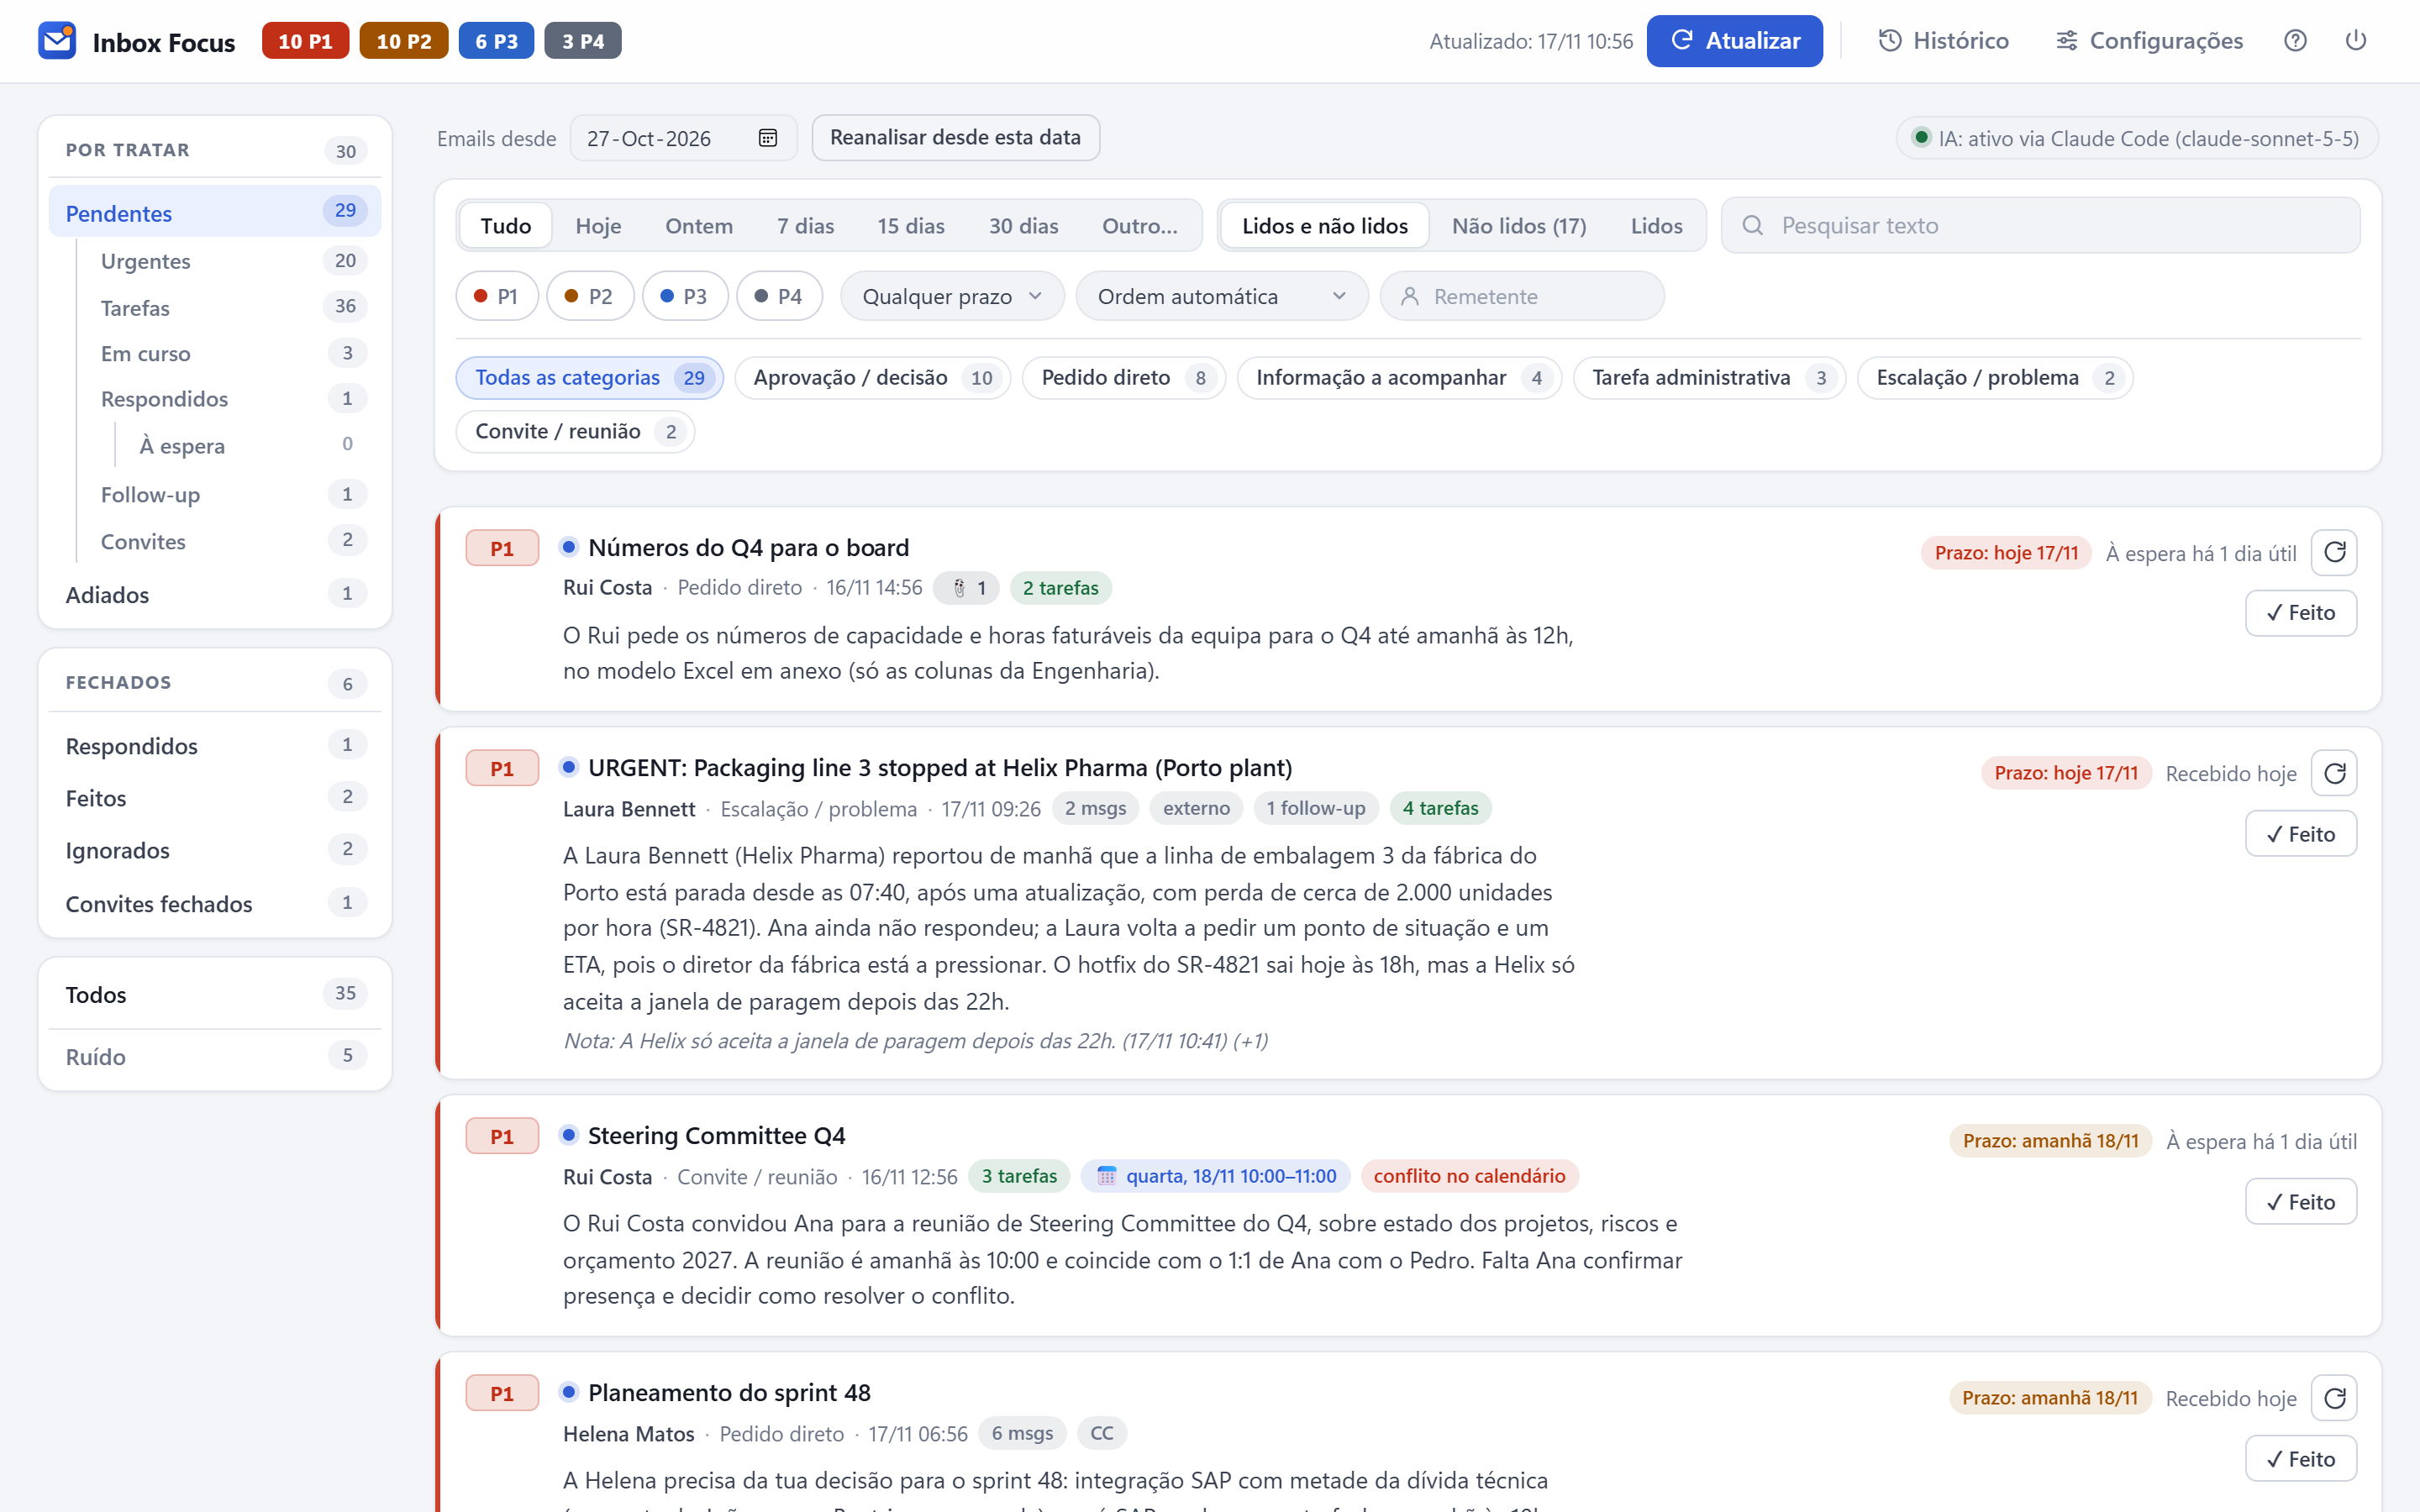 Inbox Focus 10 P1 10 P2 6 P3 3 P4 Atualizado: 17/11 10:56 Atualizar Histórico Configurações
POR TRATAR 30
Pendentes 29
Urgentes 20
Tarefas 36
Em curso 3
Respondidos 1
À espera 0
Follow-up 1
Convites 2
Adiados 1
FECHADOS 6
Respondidos 1
Feitos 2
Ignorados 2
Convites fechados 1
Todos 35
Ruído 5
Emails desde 27-Oct-2026 Reanalisar desde esta data IA: ativo via Claude Code (claude-sonnet-5-5)
Tudo Hoje Ontem 7 dias 15 dias 30 dias Outro... Lidos e não lidos Não lidos (17) Lidos Pesquisar texto
P1 P2 P3 P4 Qualquer prazo Ordem automática Remetente
Todas as categorias 29 Aprovação / decisão 10 Pedido direto 8 Informação a acompanhar 4 Tarefa administrativa 3 Escalação / problema 2
Convite / reunião 2
P1 Números do Q4 para o board Prazo: hoje 17/11 À espera há 1 dia útil
Rui Costa · Pedido direto · 16/11 14:56 1 2 tarefas
✓ Feito
O Rui pede os números de capacidade e horas faturáveis da equipa para o Q4 até amanhã às 12h,
no modelo Excel em anexo (só as colunas da Engenharia).
P1 URGENT: Packaging line 3 stopped at Helix Pharma (Porto plant) Prazo: hoje 17/11 Recebido hoje
Laura Bennett · Escalação / problema · 17/11 09:26 2 msgs externo 1 follow-up 4 tarefas
✓ Feito
A Laura Bennett (Helix Pharma) reportou de manhã que a linha de embalagem 3 da fábrica do
Porto está parada desde as 07:40, após uma atualização, com perda de cerca de 2.000 unidades
por hora (SR-4821). Ana ainda não respondeu; a Laura volta a pedir um ponto de situação e um
ETA, pois o diretor da fábrica está a pressionar. O hotfix do SR-4821 sai hoje às 18h, mas a Helix só
aceita a janela de paragem depois das 22h.
Nota: A Helix só aceita a janela de paragem depois das 22h. (17/11 10:41) (+1)
P1 Steering Committee Q4 Prazo: amanhã 18/11 À espera há 1 dia útil
Rui Costa · Convite / reunião · 16/11 12:56 3 tarefas quarta, 18/11 10:00–11:00 conflito no calendário
✓ Feito
O Rui Costa convidou Ana para a reunião de Steering Committee do Q4, sobre estado dos projetos, riscos e
orçamento 2027. A reunião é amanhã às 10:00 e coincide com o 1:1 de Ana com o Pedro. Falta Ana confirmar
presença e decidir como resolver o conflito.
P1 Planeamento do sprint 48 Prazo: amanhã 18/11 Recebido hoje
Helena Matos · Pedido direto · 17/11 06:56 6 msgs CC
✓ Feito
A Helena precisa da tua decisão para o sprint 48: integração SAP com metade da dívida técnica